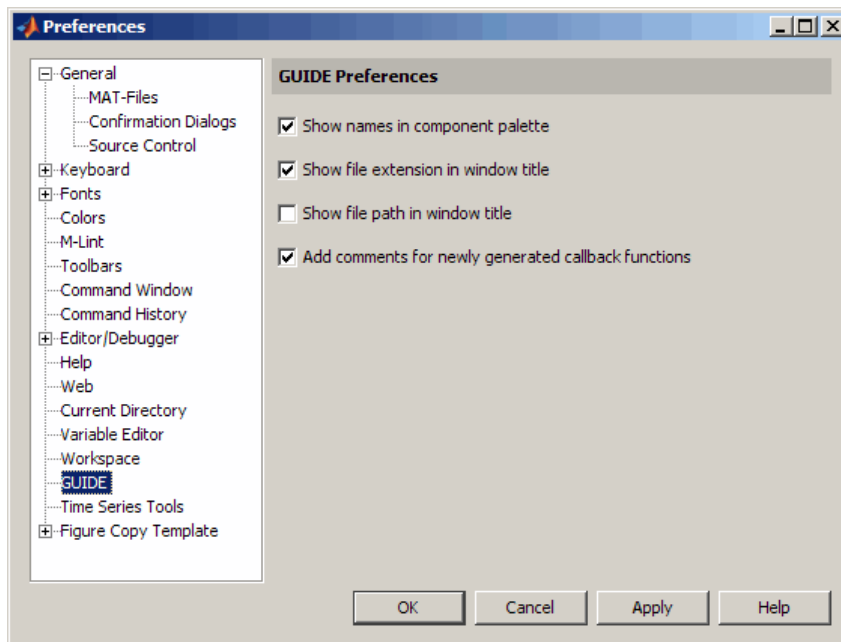 Preferences
General
MAT-Files
Confirmation Dialogs
Source Control
Keyboard
Fonts
Colors
M-Lint
Toolbars
Command Window
Command History
Editor/Debugger
Help
Web
Current Directory
Variable Editor
Workspace
GUIDE
Time Series Tools
Figure Copy Template
GUIDE Preferences
Show names in component palette
Show file extension in window title
Show file path in window title
Add comments for newly generated callback functions
OK Cancel Apply Help